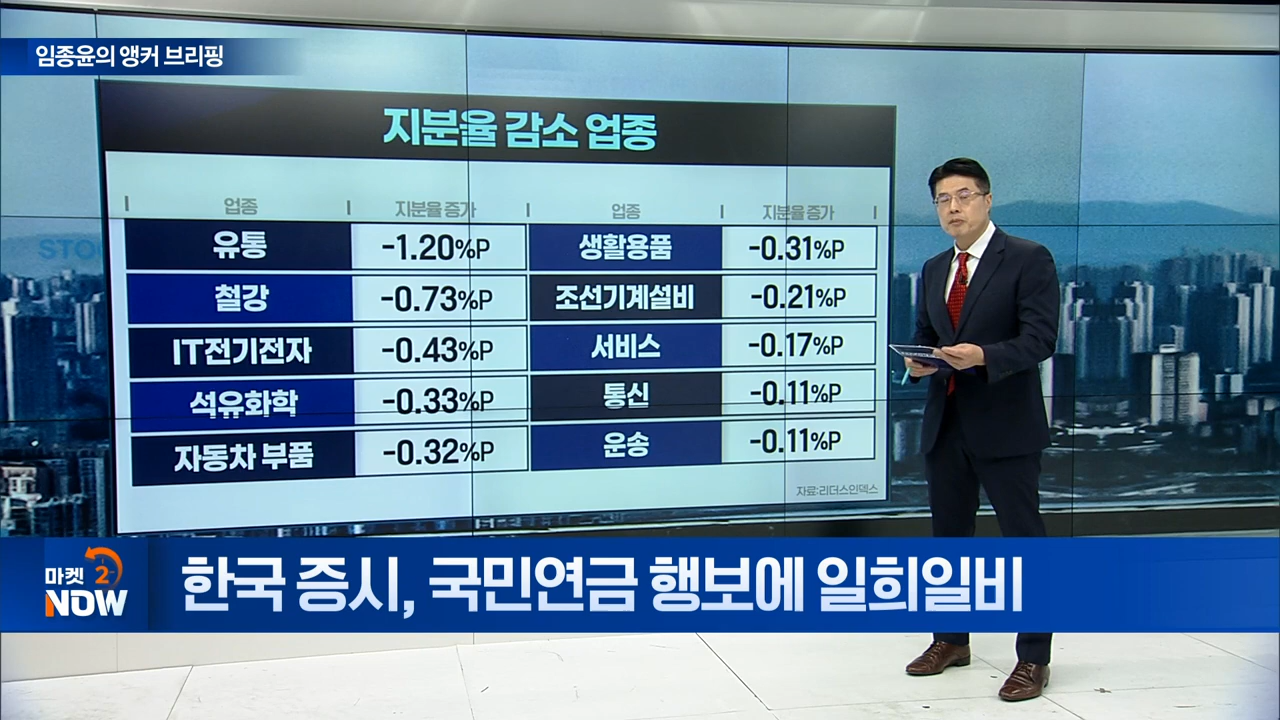 임종윤의 앵커 브리핑
지분율 감소 업종
업종 지분율 증가 업종 지분율 증가
유통 -1.20%P 생활용품 -0.31%P
철강 -0.73%P 조선기계설비 -0.21%P
IT전기전자 -0.43%P 서비스 -0.17%P
석유화학 -0.33%P 통신 -0.11%P
자동차 부품 -0.32%P 운송 -0.11%P
자료:리더스인덱스
마켓 2
NOW
한국 증시, 국민연금 행보에 일희일비